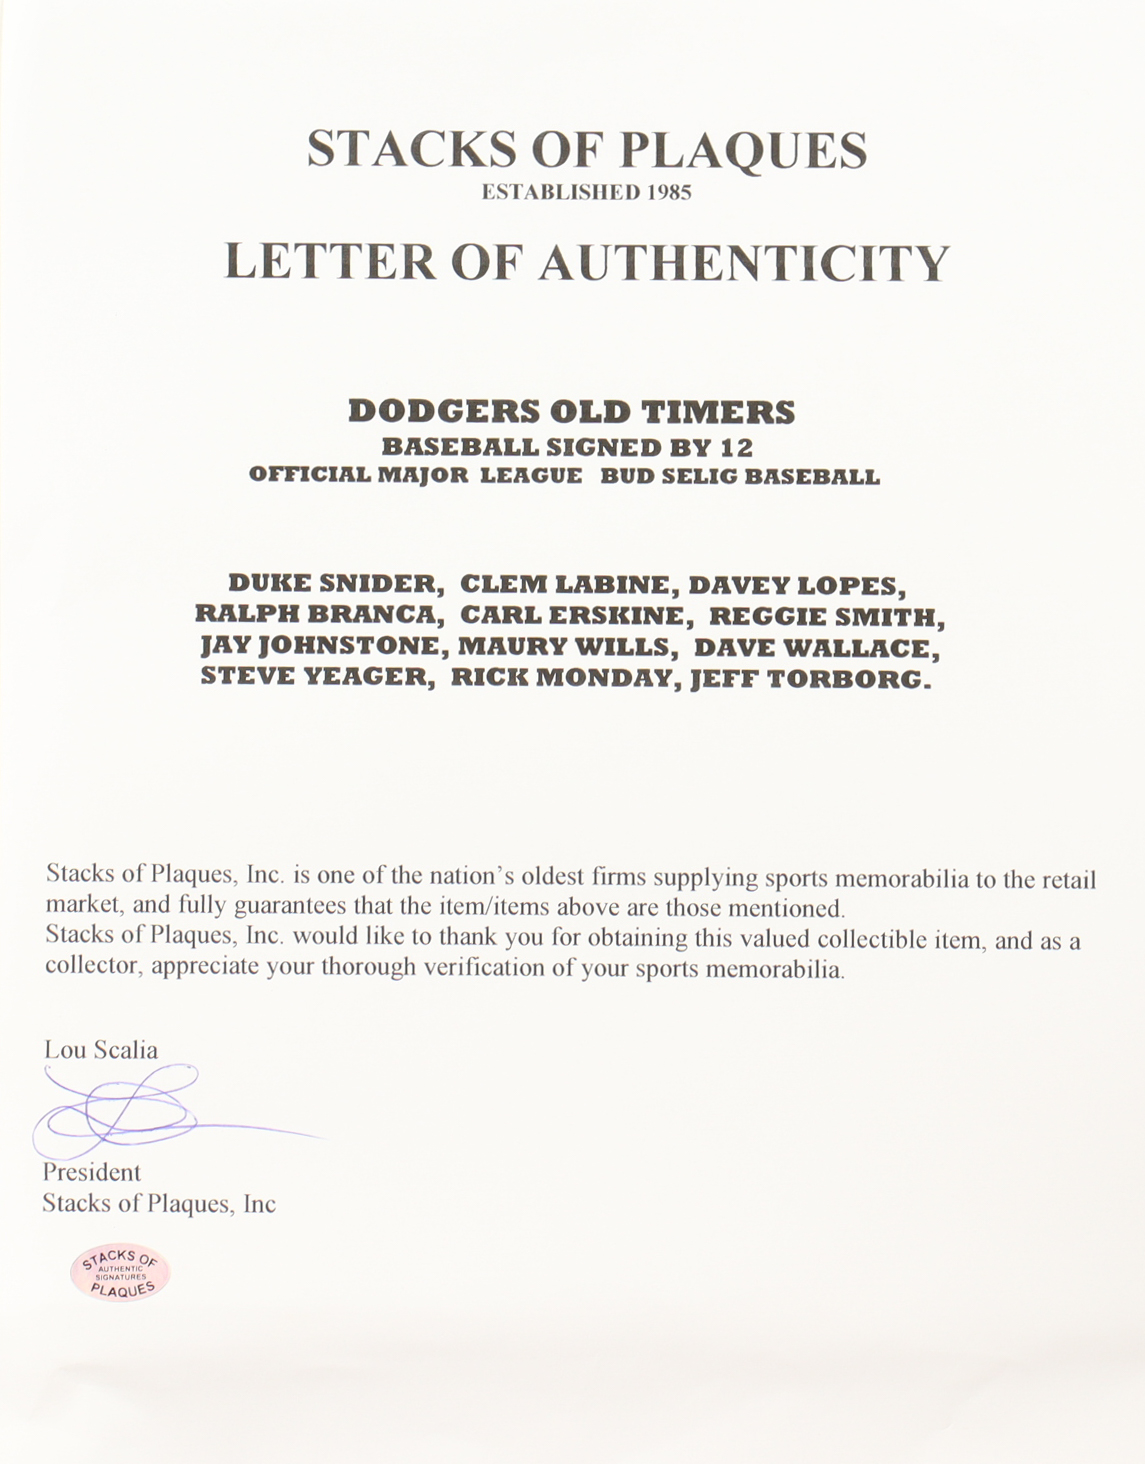 STACKS OF PLAQUES
ESTABLISHED 1985
LETTER OF AUTHENTICITY
DODGERS OLD TIMERS
BASEBALL SIGNED BY 12
OFFICIAL MAJOR LEAGUE BUD SELIG BASEBALL
DUKE SNIDER, CLEM LABINE, DAVEY LOPES,
RALPH BRANCA, CARL ERSKINE, REGGIE SMITH,
JAY JOHNSTONE, MAURY WILLS, DAVE WALLACE,
STEVE YEAGER, RICK MONDAY, JEFF TORBORG.
Stacks of Plaques, Inc. is one of the nation's oldest firms supplying sports memorabilia to the retail
market, and fully guarantees that the item/items above are those mentioned.
Stacks of Plaques, Inc. would like to thank you for obtaining this valued collectible item, and as a
collector, appreciate your thorough verification of your sports memorabilia.
Lou Scalia
President
Stacks of Plaques, Inc
STACKS OF
AUTHENTIC
SIGNATURES
PLAQUES